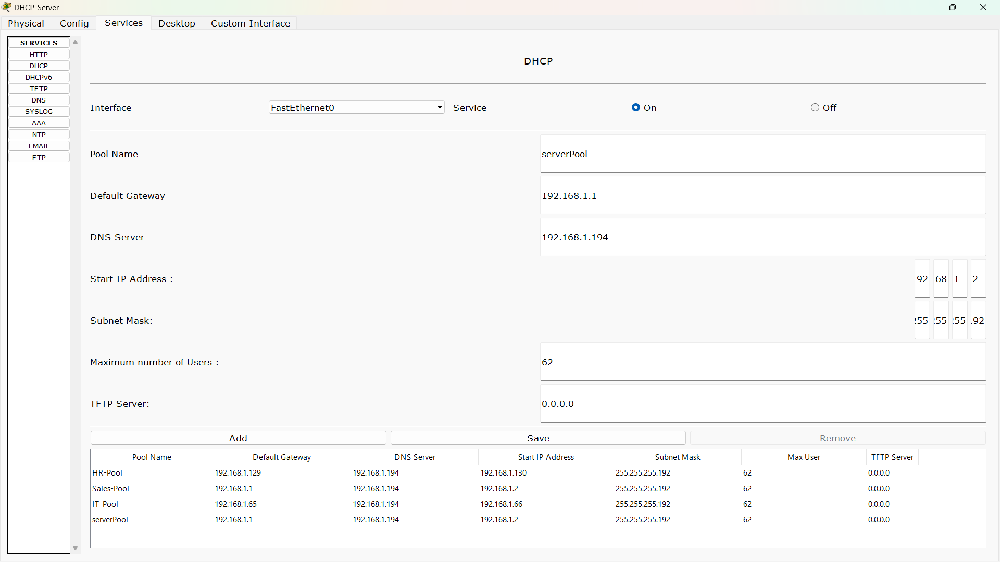 DHCP-Server
Physical Config Services Desktop Custom Interface
SERVICES
HTTP
DHCP
DHCPv6
TFTP
DNS
SYSLOG
AAA
NTP
EMAIL
FTP
DHCP
Interface FastEthernet0 Service On Off
Pool Name serverPool
Default Gateway 192.168.1.1
DNS Server 192.168.1.194
Start IP Address : 92 68 1 2
Subnet Mask: 255 255 255 92
Maximum number of Users : 62
TFTP Server: 0.0.0.0
Add Save Remove
Pool Name Default Gateway DNS Server Start IP Address Subnet Mask Max User TFTP Server
HR-Pool 192.168.1.129 192.168.1.194 192.168.1.130 255.255.255.192 62 0.0.0.0
Sales-Pool 192.168.1.1 192.168.1.194 192.168.1.2 255.255.255.192 62 0.0.0.0
IT-Pool 192.168.1.65 192.168.1.194 192.168.1.66 255.255.255.192 62 0.0.0.0
serverPool 192.168.1.1 192.168.1.194 192.168.1.2 255.255.255.192 62 0.0.0.0